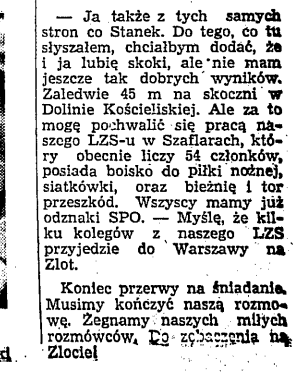 — Ja także z tych samych
stron co Stanek. Do tego, co tu
słyszałem, chciałbym dodać, że
i ja lubię skoki, ale nie mam
jeszcze tak dobrych wyników.
Zaledwie 45 m na skoczni w
Dolinie Kościeliskiej. Ale za to
mogę pochwalić się pracą na-
szego LZS-u w Szaflarach, któ-
ry obecnie liczy 54 członków,
posiada boisko do piłki nożnej,
siatkówki, oraz bieżnię i tor
przeszkód. Wszyscy mamy już
odznaki SPO. — Myślę, że kil-
ku kolegów z naszego LZS
przyjedzie do Warszawy na
Zlot.
Koniec przerwy na śniadanie.
Musimy kończyć naszą rozmo-
wę. Żegnamy naszych miłych
rozmówców. Do zobaczenia na
Zlocie!